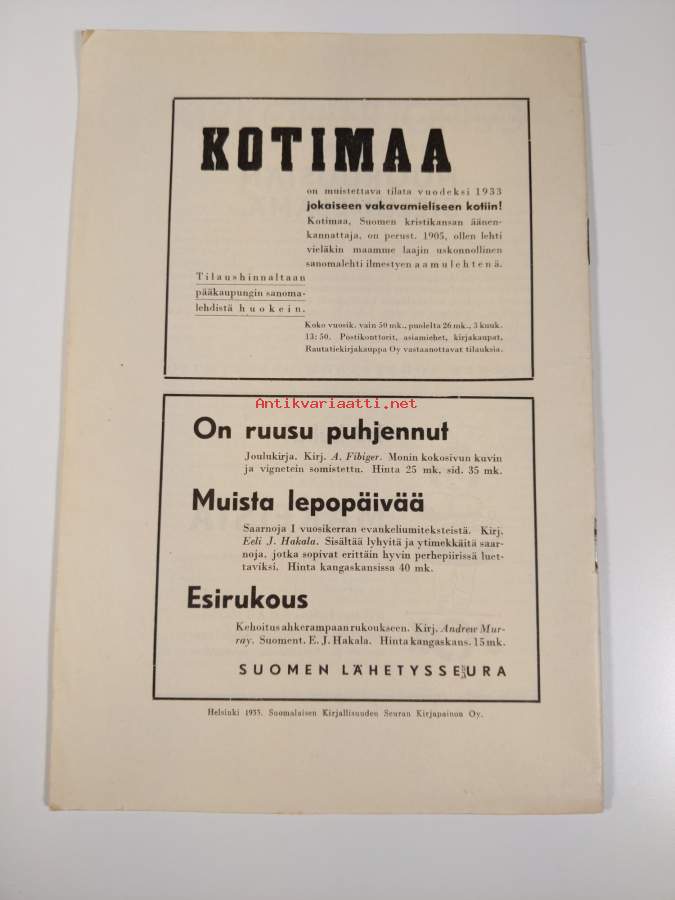 KOTIMAA
on muistettava tilata vuodeksi 1933
jokaiseen vakavamieliseen kotiin!
Kotimaa, Suomen kristikansan äänen-
kannattaja, on perust. 1905, ollen lehti
vieläkin maamme laajin uskonnollinen
sanomalehti ilmestyen aamulehtenä.
Tilaushinnaltaan
pääkaupungin sanoma-
lehdistä huokein.
Koko vuosik. vain 50 mk., puolelta 26 mk., 3 kuuk.
13:50. Postikonttorit, asiamiehet, kirjakaupat,
Rautatiekirjakauppa Oy vastaanottavat tilauksia.
Antikvariaatti.net
On ruusu puhjennut
Joulukirja. Kirj. A. Fibiger. Monin kokosivun kuvin
ja vignetein somistettu. Hinta 25 mk. sid. 35 mk.
Muista lepopäivää
Saarnoja I vuosikerran evankeliumiteksteistä. Kirj.
Eeli J. Hakala. Sisältää lyhyitä ja ytimekkäitä saar-
noja, jotka sopivat erittäin hyvin perhepiirissä luet-
taviksi. Hinta kangaskansissa 40 mk.
Esirukous
Kehoitus ahkerampaan rukoukseen. Kirj. Andrew Mur-
ray. Suoment. E. J. Hakala. Hinta kangaskans. 15 mk.
SUOMEN LÄHETYSSEURA
Helsinki 1933. Suomalaisen Kirjallisuuden Seuran Kirjapainon Oy.